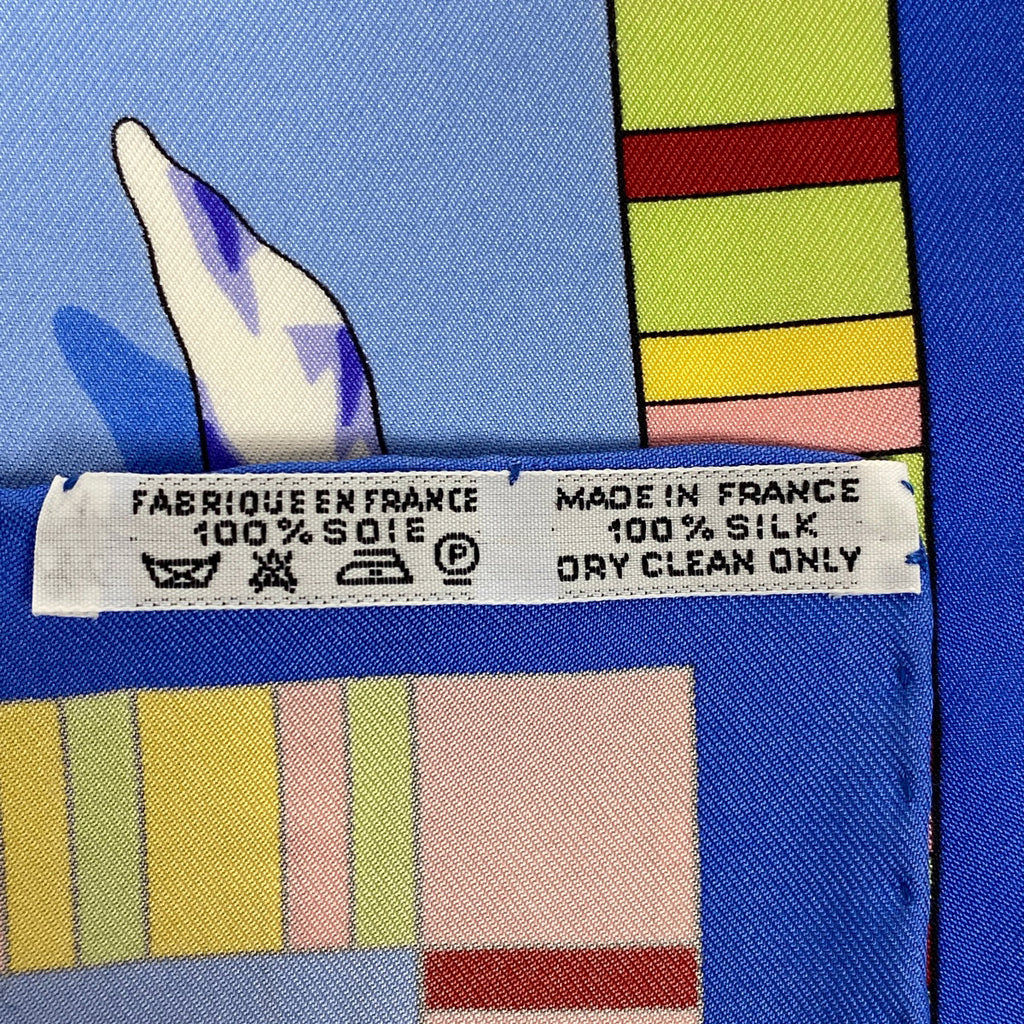 FABRIQUE EN FRANCE
100% SOIE
P
MADE IN FRANCE
100% SILK
DRY CLEAN ONLY